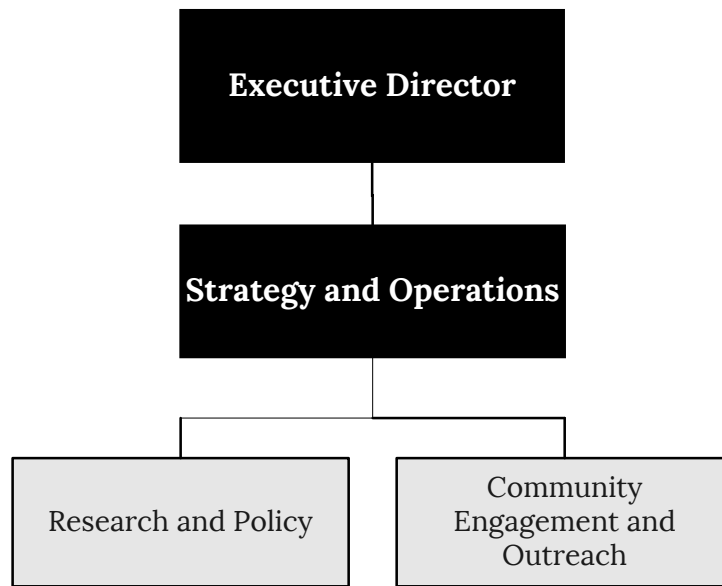 Executive Director
Strategy and Operations
Research and Policy
Community
Engagement and
Outreach